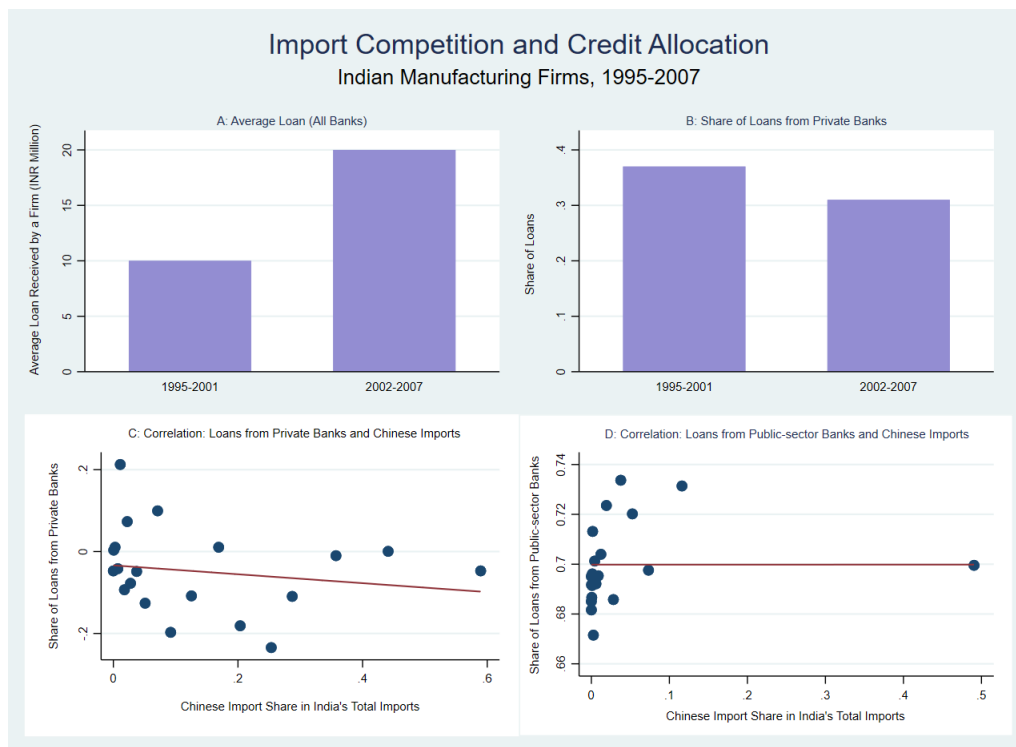 Import Competition and Credit Allocation
Indian Manufacturing Firms, 1995-2007
A: Average Loan (All Banks)
Average Loan Received by a Firm (INR Million)
20
15
10
5
0
1995-2001
2002-2007
B: Share of Loans from Private Banks
Share of Loans
.4
.3
.2
.1
0
1995-2001
2002-2007
C: Correlation: Loans from Private Banks and Chinese Imports
Share of Loans from Private Banks
.2
0
-.2
0
.2
.4
.6
Chinese Import Share in India's Total Imports
D: Correlation: Loans from Public-sector Banks and Chinese Imports
Share of Loans from Public-sector Banks
0.74
0.72
0.7
.68
.66
0
.1
.2
.3
.4
.5
Chinese Import Share in India's Total Imports